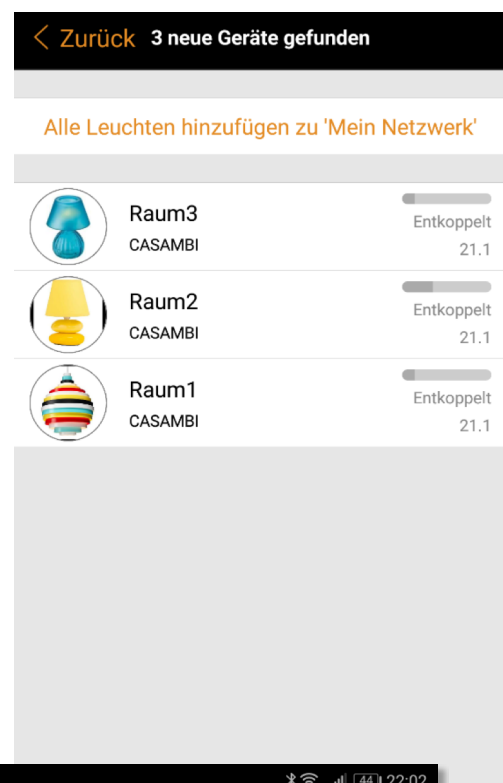 Zurück 3 neue Geräte gefunden
Alle Leuchten hinzufügen zu 'Mein Netzwerk'
Raum3
Entkoppelt
CASAMBI
21.1
Raum2
Entkoppelt
CASAMBI
21.1
Raum1
Entkoppelt
CASAMBI
21.1
44 22:02